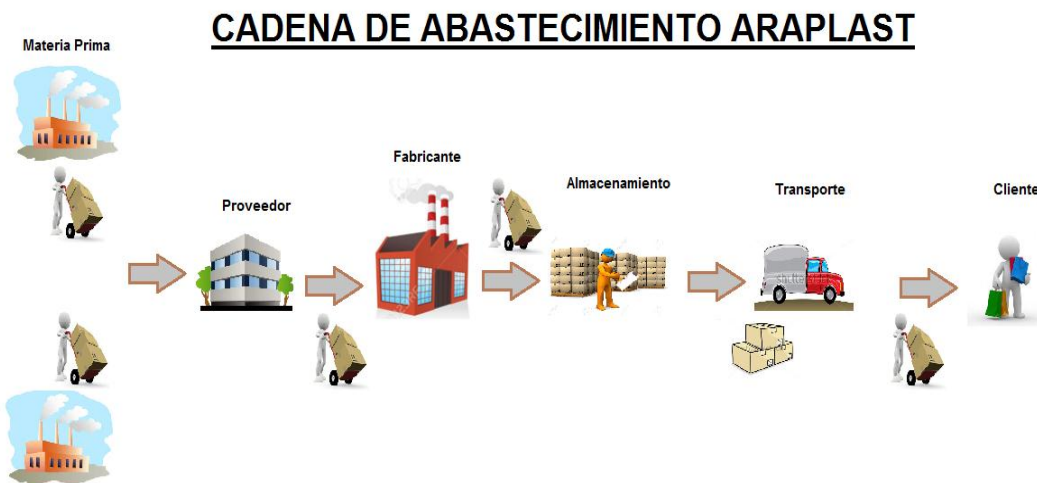 CADENA DE ABASTECIMIENTO ARAPLAST
Materia Prima
Proveedor
Fabricante
Almacenamiento
Transporte
Cliente